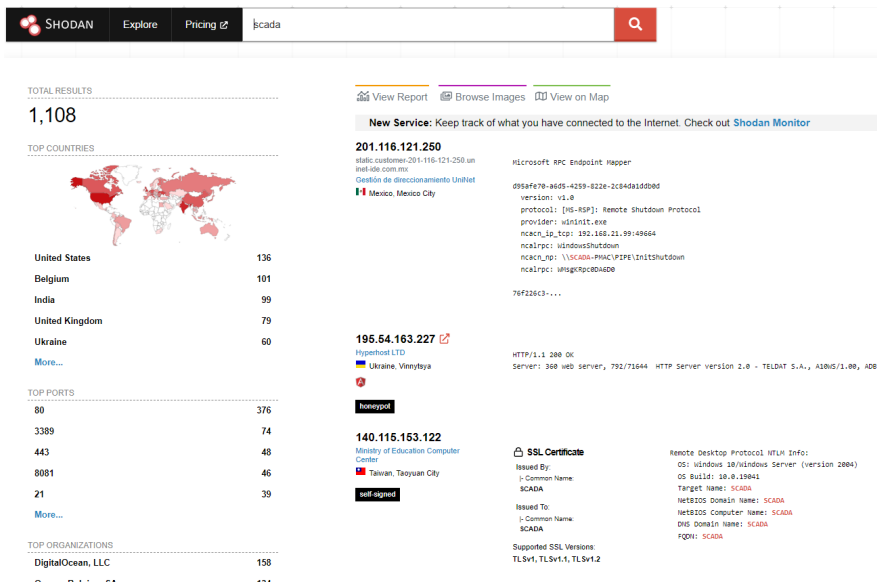 SHODAN Explore Pricing scada
TOTAL RESULTS
1,108
TOP COUNTRIES
United States 136
Belgium 101
India 99
United Kingdom 79
Ukraine 60
More...
TOP PORTS
80 376
3389 74
443 48
8081 46
21 39
More...
TOP ORGANIZATIONS
DigitalOcean, LLC 158
View Report Browse Images View on Map
New Service: Keep track of what you have connected to the Internet. Check out Shodan Monitor
201.116.121.250
static.customer-201-116-121-250.un
inet-ide.com.mx
Gestión de direccionamiento UniNet
Mexico, Mexico City
Microsoft RPC Endpoint Mapper
d95afe70-a6d5-4259-822e-2c84da1ddb0d
version: v1.0
protocol: [MS-RSP]: Remote Shutdown Protocol
provider: wininit.exe
ncacn_ip_tcp: 192.168.21.99:49664
ncalrpc: WindowsShutdown
ncacn_np: \\SCADA-PMAC\PIPE\InitShutdown
ncalrpc: WMsgKRpc0DA6D0
76f226c3-...
195.54.163.227
Hyperhost LTD
Ukraine, Vinnytsya
honeypot
HTTP/1.1 200 OK
Server: 360 web server, 792/71644 HTTP Server version 2.0 - TELDAT S.A., A10WS/1.00, ADB
140.115.153.122
Ministry of Education Computer
Center
Taiwan, Taoyuan City
self-signed
SSL Certificate
Issued By:
|- Common Name:
SCADA
Issued To:
|- Common Name:
SCADA
Supported SSL Versions:
TLSv1, TLSv1.1, TLSv1.2
Remote Desktop Protocol NTLM Info:
OS: Windows 10/Windows Server (version 2004)
OS Build: 10.0.19041
Target Name: SCADA
NetBIOS Domain Name: SCADA
NetBIOS Computer Name: SCADA
DNS Domain Name: SCADA
FQDN: SCADA